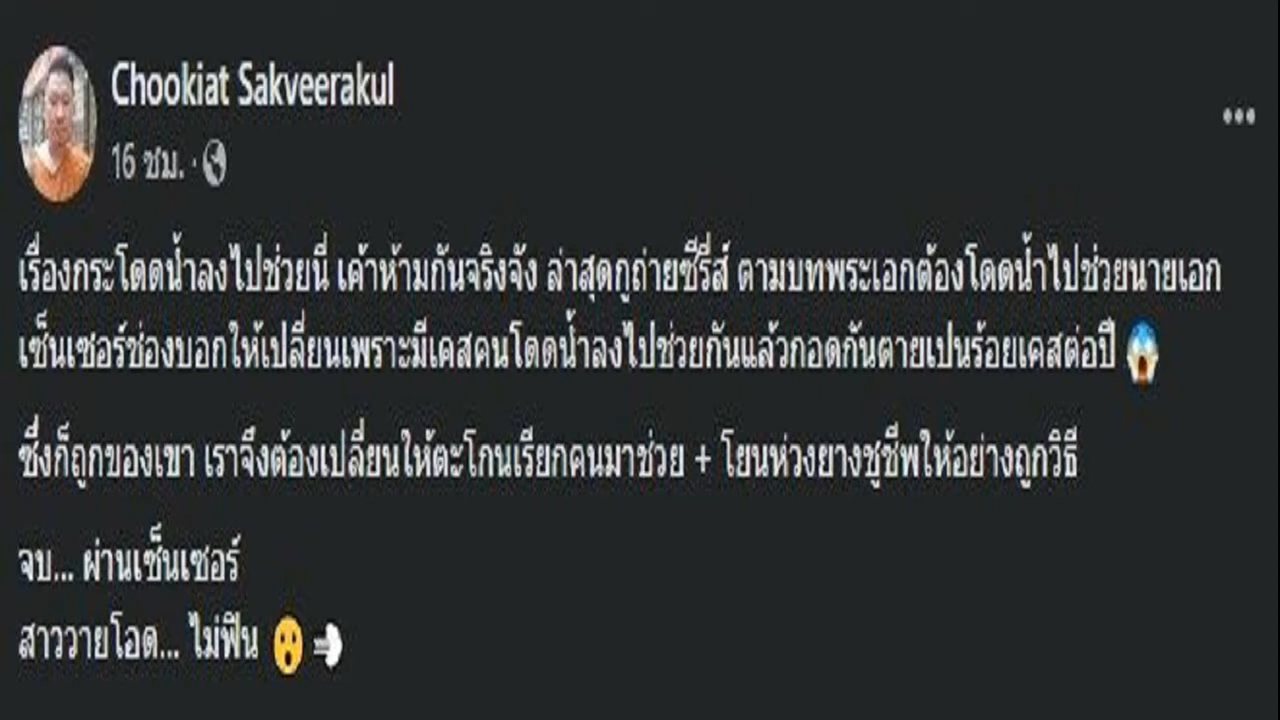 Chookiat Sakveerakul
16 ชม. ·
เรื่องกระโดดน้ำลงไปช่วยนี่ เค้าห้ามกันจริงจัง ล่าสุดกูถ่ายซีรี่ส์ ตามบทพระเอกต้องโดดน้ำไปช่วยนายเอก
เซ็นเซอร์ช่องบอกให้เปลี่ยนเพราะมีเคสคนโดดน้ำลงไปช่วยกันแล้วกอดกันตายเป็นร้อยเคสต่อปี 😱
ซึ่งก็ถูกของเขา เราจึงต้องเปลี่ยนให้ตะโกนเรียกคนมาช่วย + โยนห่วงยางชูชีพให้อย่างถูกวิธี
จบ... ผ่านเซ็นเซอร์
สาววายโอด... ไม่ฟิน 😮‍💨